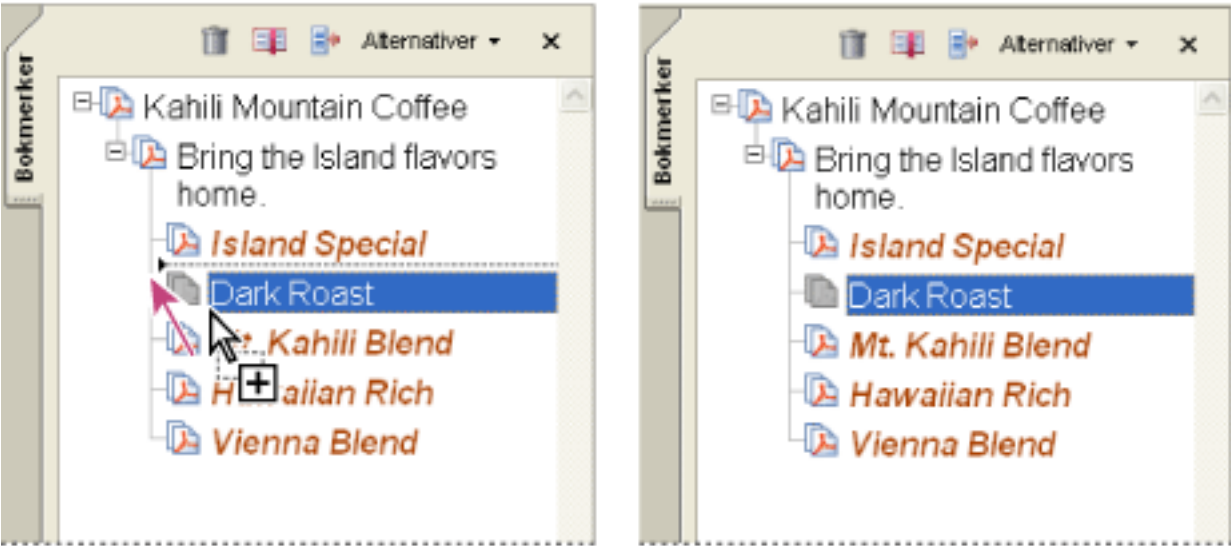 Alternativer
Bokmerker
Kahili Mountain Coffee
Bring the Island flavors
home.
Island Special
Dark Roast
Kahili Blend
Rich
Vienna Blend
Alternativer
Bokmerker
Kahili Mountain Coffee
Bring the Island flavors
home.
Island Special
Dark Roast
Mt. Kahili Blend
Hawaiian Rich
Vienna Blend